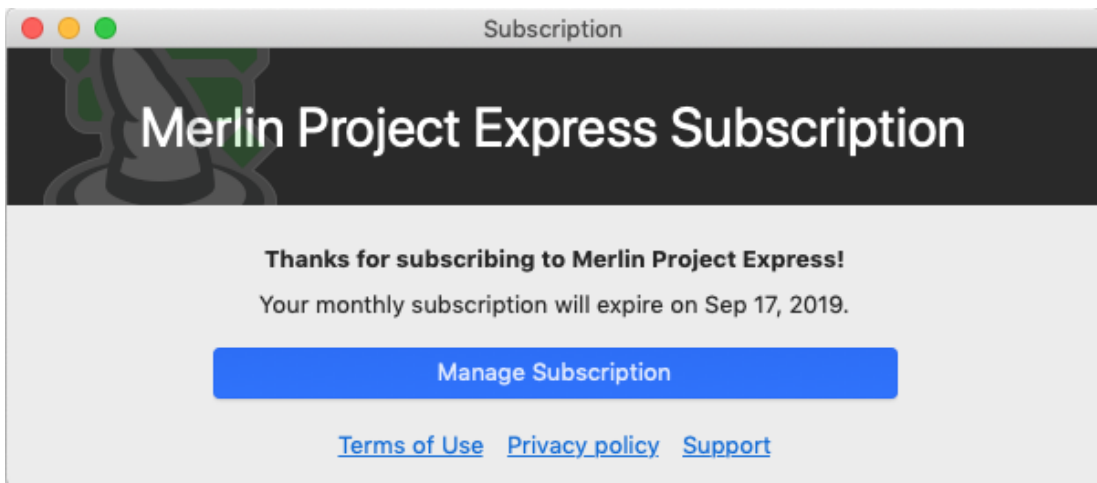 Subscription
Merlin Project Express Subscription
Thanks for subscribing to Merlin Project Express!
Your monthly subscription will expire on Sep 17, 2019.
Manage Subscription
Terms of Use Privacy policy Support